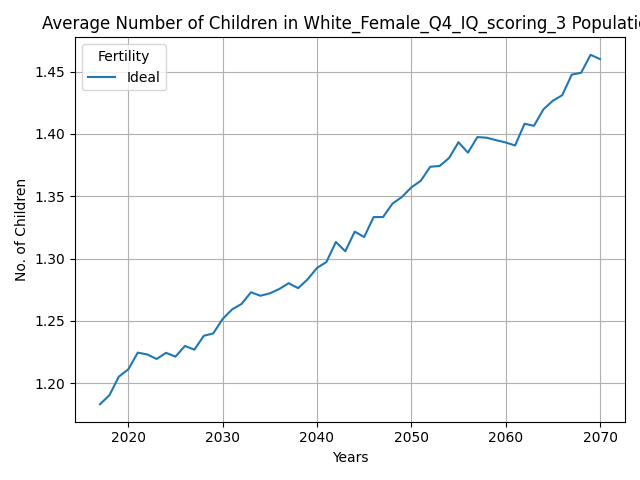 Average Number of Children in White_Female_Q4_IQ_scoring_3 Populatio
Fertility
Ideal
1.45
1.40
1.35
1.30
1.25
1.20
No. of Children
2020 2030 2040 2050 2060 2070
Years